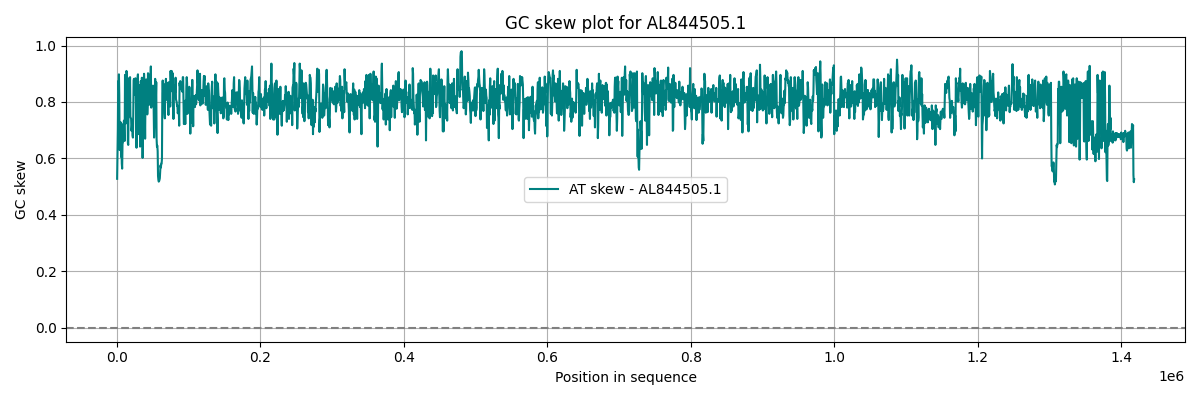 GC skew plot for AL844505.1
GC skew
1.0
0.8
0.6
0.4
0.2
0.0
AT skew - AL844505.1
0.0 0.2 0.4 0.6 0.8 1.0 1.2 1.4
1e6
Position in sequence